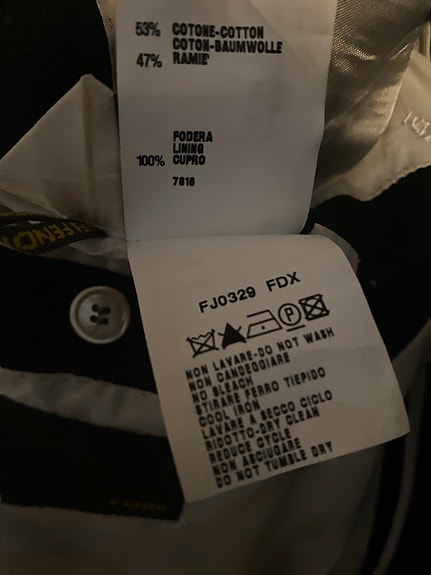 53% COTONE-COTTON
COTON-BAUMWOLLE
47% RAMIE'
FODERA
LINING
100% CUPRO
7816
FJ0329 FDX
P
NON LAVARE-DO NOT WASH
NON CANDEGGIARE
NO BLEACH
STIRARE FERRO TIEPIDO
COOL IRON
LAVARE A SECCO CICLO
RIDOTTO-DRY CLEAN
REDUCE CYCLE
NON ASCIUGARE
DO NOT TUMBLE DRY